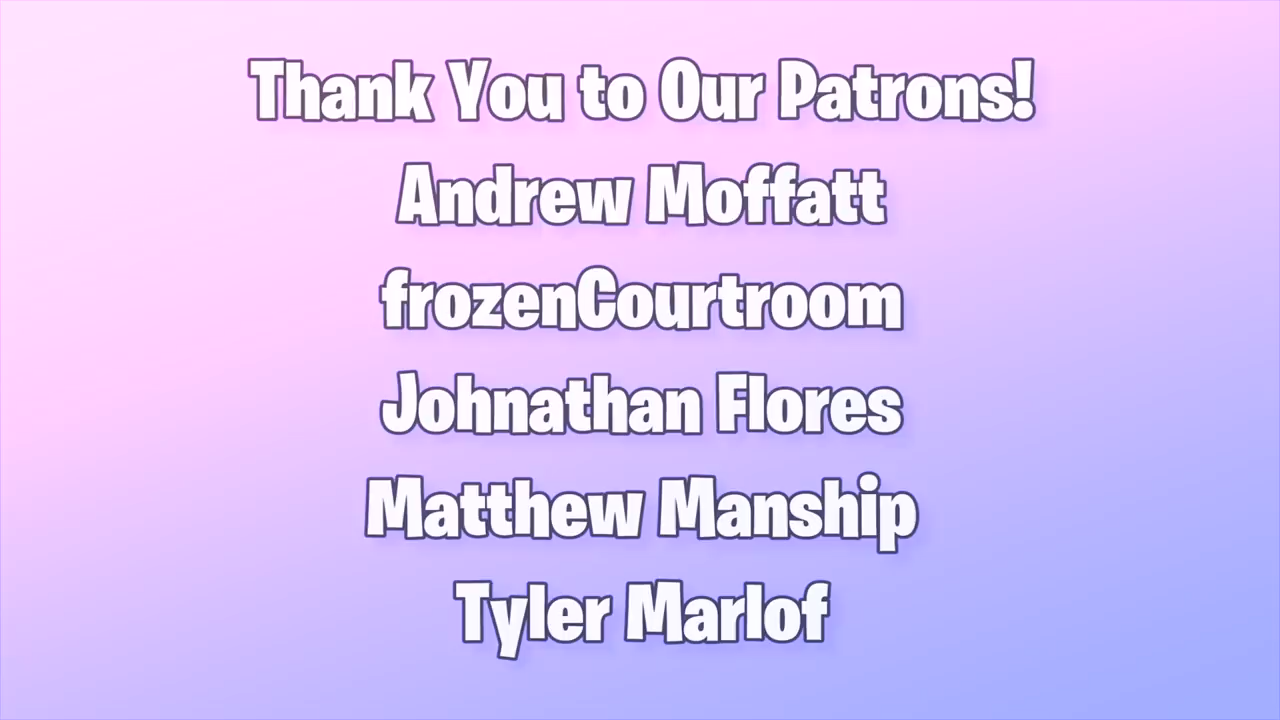 Thank You to Our Patrons!
Andrew Moffatt
frozenCourtroom
Johnathan Flores
Matthew Manship
Tyler Marlof